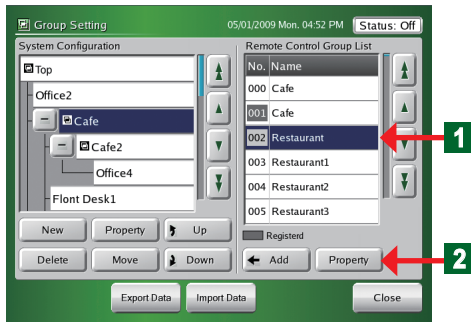 Group Setting
05/01/2009 Mon. 04:52 PM
Status: Off
System Configuration
Top
Office2
Cafe
Cafe2
Office4
Flont Desk1
New
Property
Up
Delete
Move
Down
Remote Control Group List
No. Name
000 Cafe
001 Cafe
002 Restaurant
003 Restaurant1
004 Restaurant2
005 Restaurant3
Registerd
Add
Property
Export Data
Import Data
Close
1
2